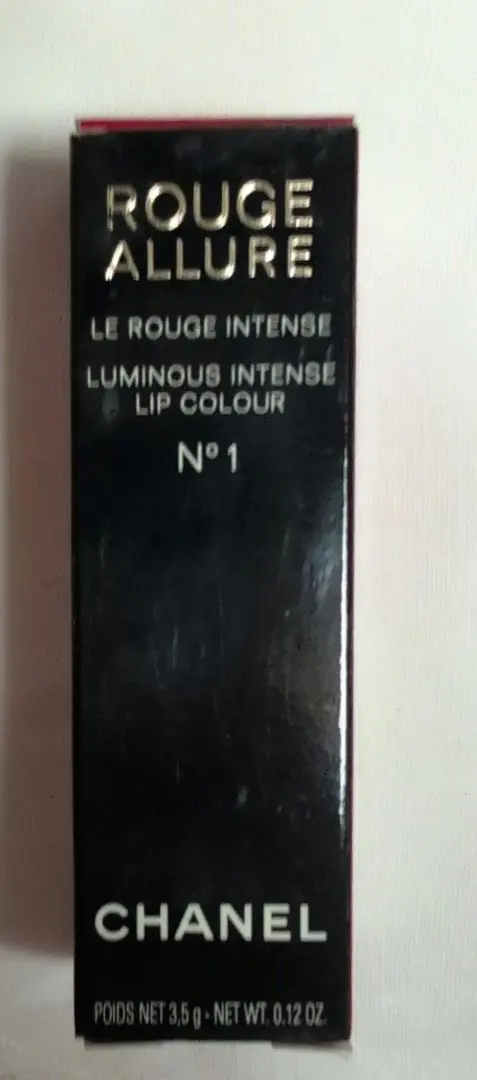 ROUGE
ALLURE
LE ROUGE INTENSE
LUMINOUS INTENSE
LIP COLOUR
Nº 1
CHANEL
POIDS NET 3,5 g - NET WT. 0.12 OZ.